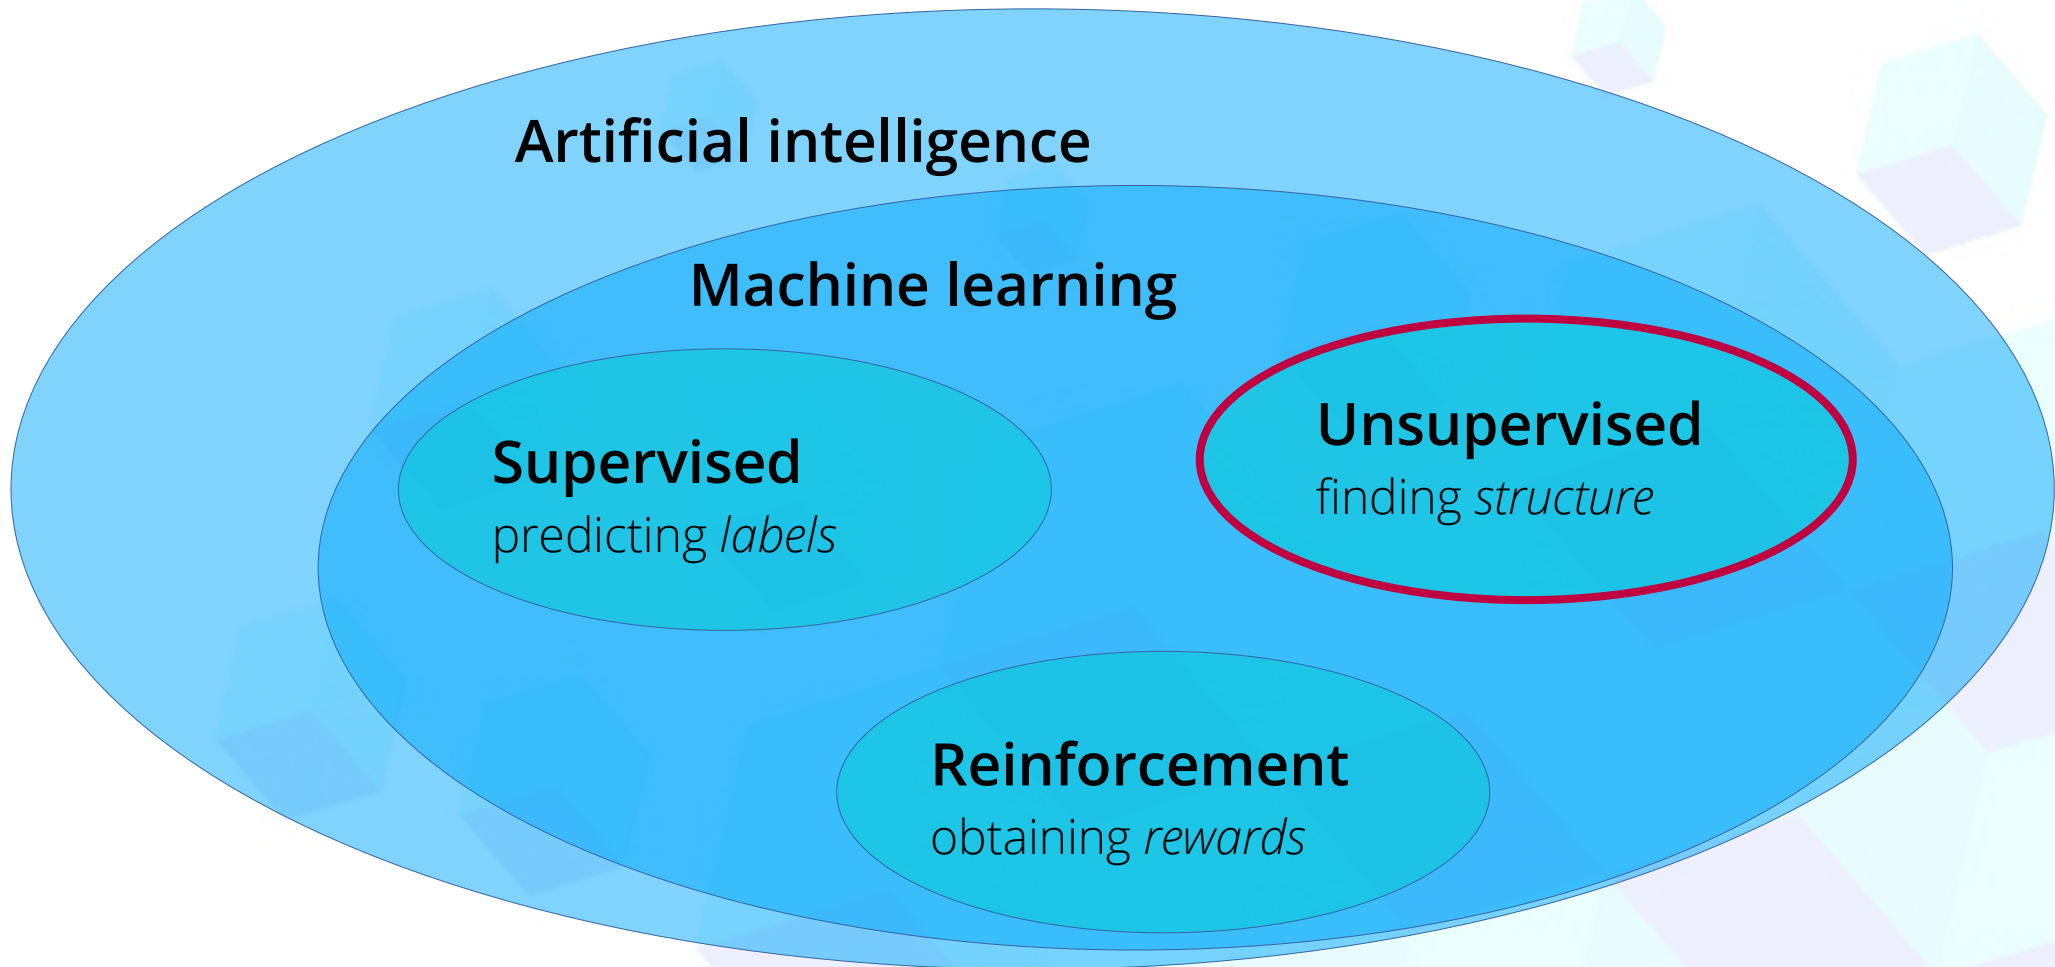 Artificial intelligence
Machine learning
Supervised
predicting labels
Unsupervised
finding structure
Reinforcement
obtaining rewards